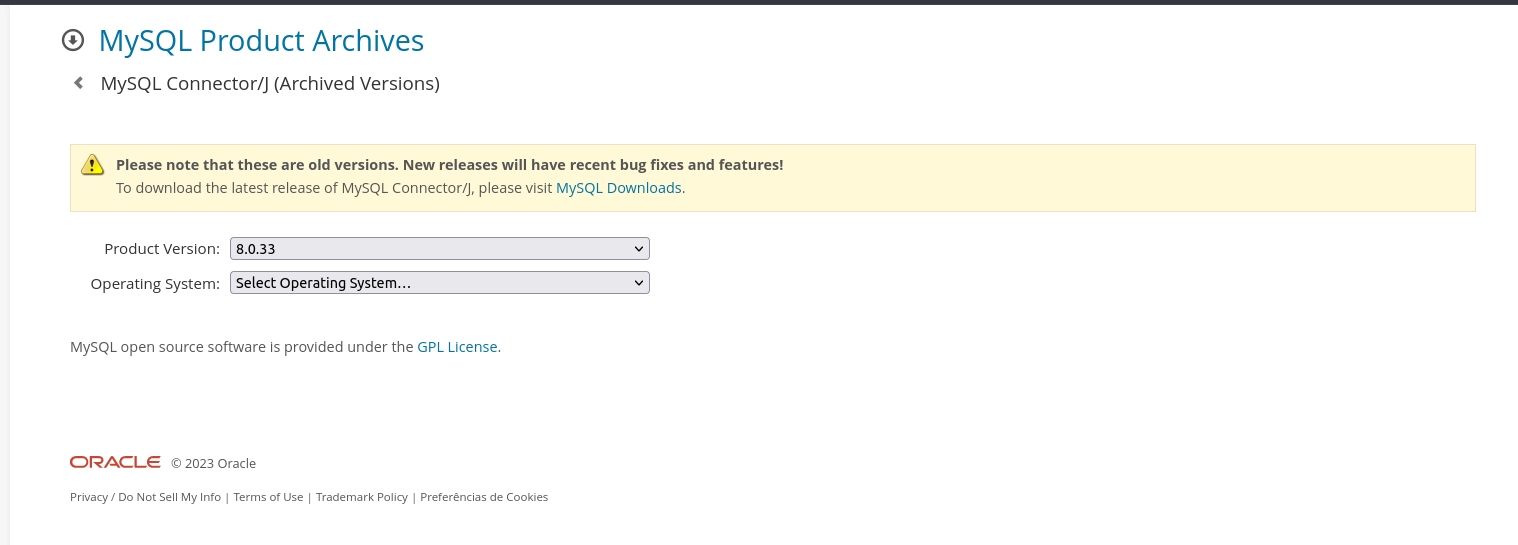 MySQL Product Archives
MySQL Connector/J (Archived Versions)
Please note that these are old versions. New releases will have recent bug fixes and features!
To download the latest release of MySQL Connector/J, please visit MySQL Downloads.
Product Version: 8.0.33
Operating System: Select Operating System…
MySQL open source software is provided under the GPL License.
ORACLE © 2023 Oracle
Privacy / Do Not Sell My Info | Terms of Use | Trademark Policy | Preferências de Cookies